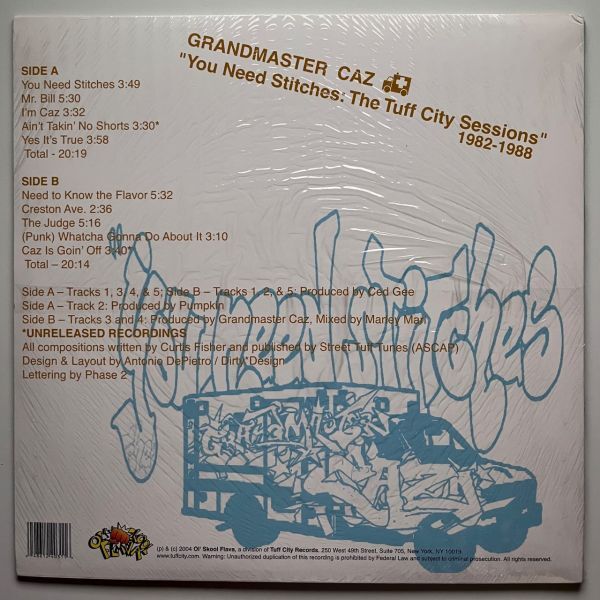 GRANDMASTER CAZ
"You Need Stitches: The Tuff City Sessions"
1982-1988
SIDE A
You Need Stitches 3:49
Mr. Bill 5:30
I'm Caz 3:32
Ain't Takin' No Shorts 3:30*
Yes It's True 3:58
Total - 20:19
SIDE B
Need to Know the Flavor 5:32
Creston Ave. 2:36
The Judge 5:16
(Punk) Whatcha Gonna Do About It 3:10
Caz Is Goin' Off 3:40*
Total – 20:14
Side A – Tracks 1, 3, 4, & 5; Side B – Tracks 1, 2, & 5: Produced by Ced Gee
Side A – Track 2: Produced by Pumpkin
Side B – Tracks 3 and 4: Produced by Grandmaster Caz, Mixed by Marley Marl
*UNRELEASED RECORDINGS
All compositions written by Curtis Fisher and published by Street Tuff Tunes (ASCAP)
Design & Layout by Antonio DePietro / Dirty*Design
Lettering by Phase 2
(p) & (c) 2004 Ol' Skool Flava, a division of Tuff City Records. 250 West 49th Street, Suite 705, New York, NY 10019
www.tuffcity.com. Warning: Unauthorized duplication of this recording is prohibited by Federal Law and subject to criminal prosecution. All rights reserved.